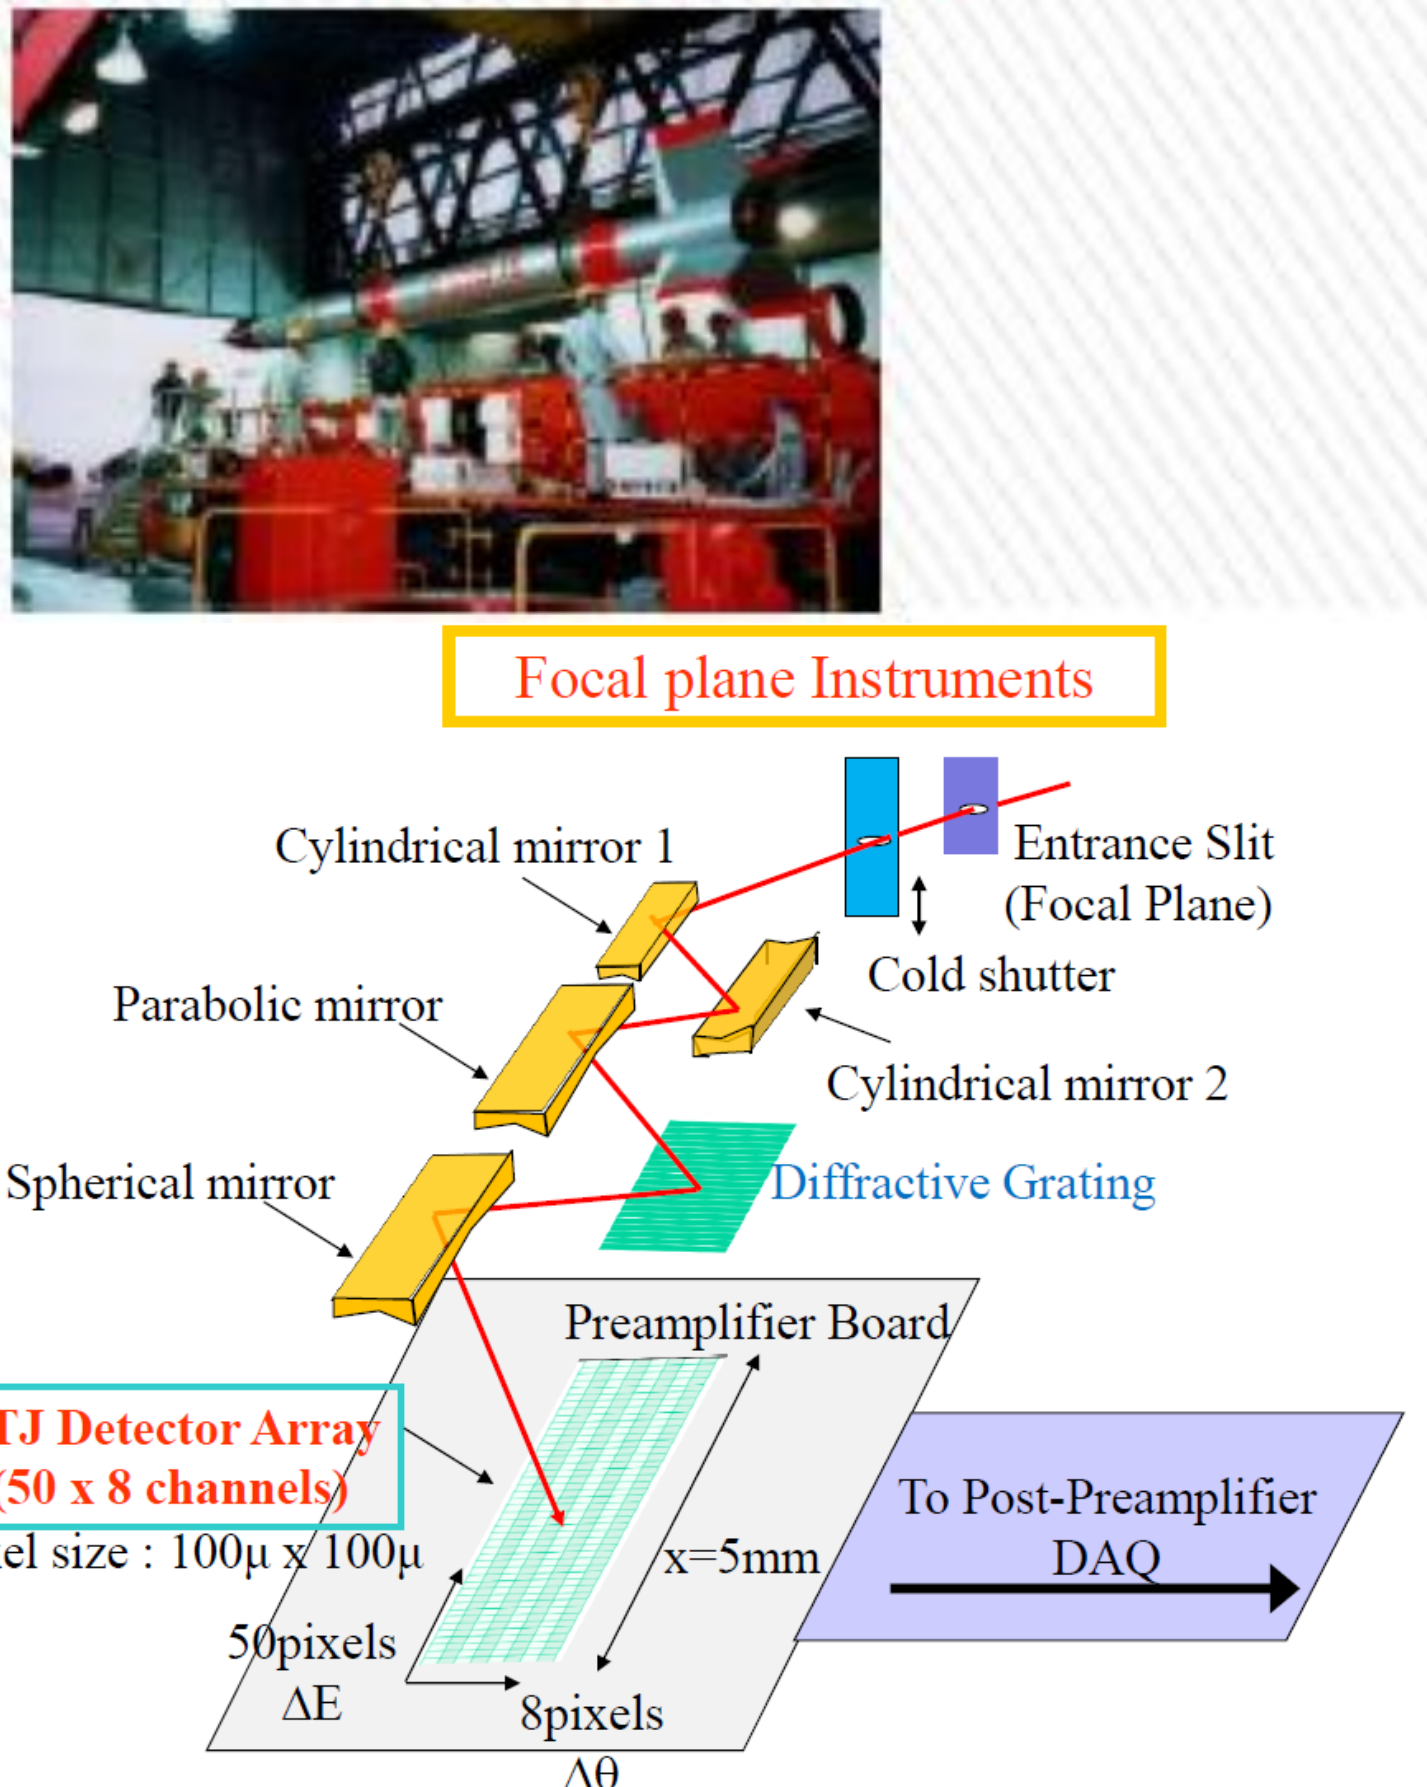 Focal plane Instruments
Cylindrical mirror 1
Entrance Slit
(Focal Plane)
Cold shutter
Parabolic mirror
Cylindrical mirror 2
Spherical mirror
Diffractive Grating
Preamplifier Board
TJ Detector Array
(50 x 8 channels)
el size : 100μ x 100μ
To Post-Preamplifier
DAQ
x=5mm
50pixels
ΔE
8pixels
Δθ